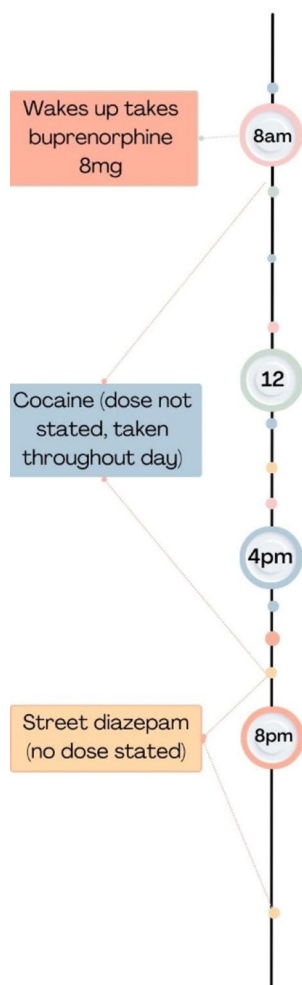 Wakes up takes
buprenorphine
8mg
8am
12
Cocaine (dose not
stated, taken
throughout day)
4pm
Street diazepam
(no dose stated)
8pm